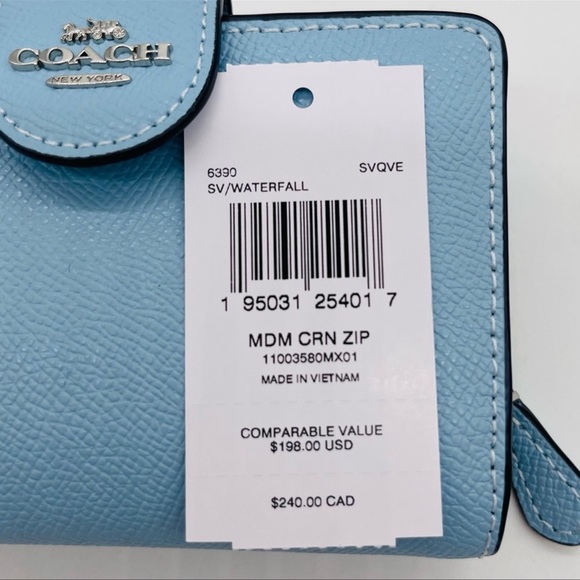 COACH
NEW YORK
6390 SVQVE
SV/WATERFALL
1 95031 25401 7
MDM CRN ZIP
11003580MX01
MADE IN VIETNAM
COMPARABLE VALUE
$198.00 USD
$240.00 CAD